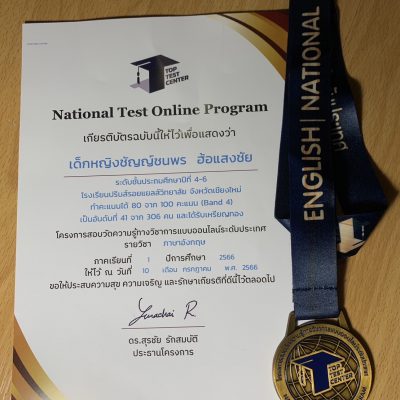 TOP
TEST
CENTER
National Test Online Program
เกียรติบัตรฉบับนี้ให้ไว้เพื่อแสดงว่า
เด็กหญิงชัญญ์ชนพร ฮ้อแสงชัย
ระดับชั้นประถมศึกษาปีที่ 4-6
โรงเรียนปรินส์รอยแยลส์วิทยาลัย จังหวัดเชียงใหม่
ทำคะแนนได้ 80 จาก 100 คะแนน (Band 4)
เป็นอันดับที่ 41 จาก 306 คน และได้รับเหรียญทอง
โครงการสอบวัดความรู้ทางวิชาการแบบออนไลน์ระดับประเทศ
รายวิชา ภาษาอังกฤษ
ภาคเรียนที่ 1 ปีการศึกษา 2566
ให้ไว้ ณ วันที่ 10 เดือน กรกฎาคม พ.ศ. 2566
ขอให้ประสบความสุข ความเจริญ และรักษาเกียรติที่ดีนี้ไว้ตลอดไป
ดร.สุรชัย รักสมบัติ
ประธานโครงการ
ENGLISH | NATIONAL
TOP
TEST
CENTER